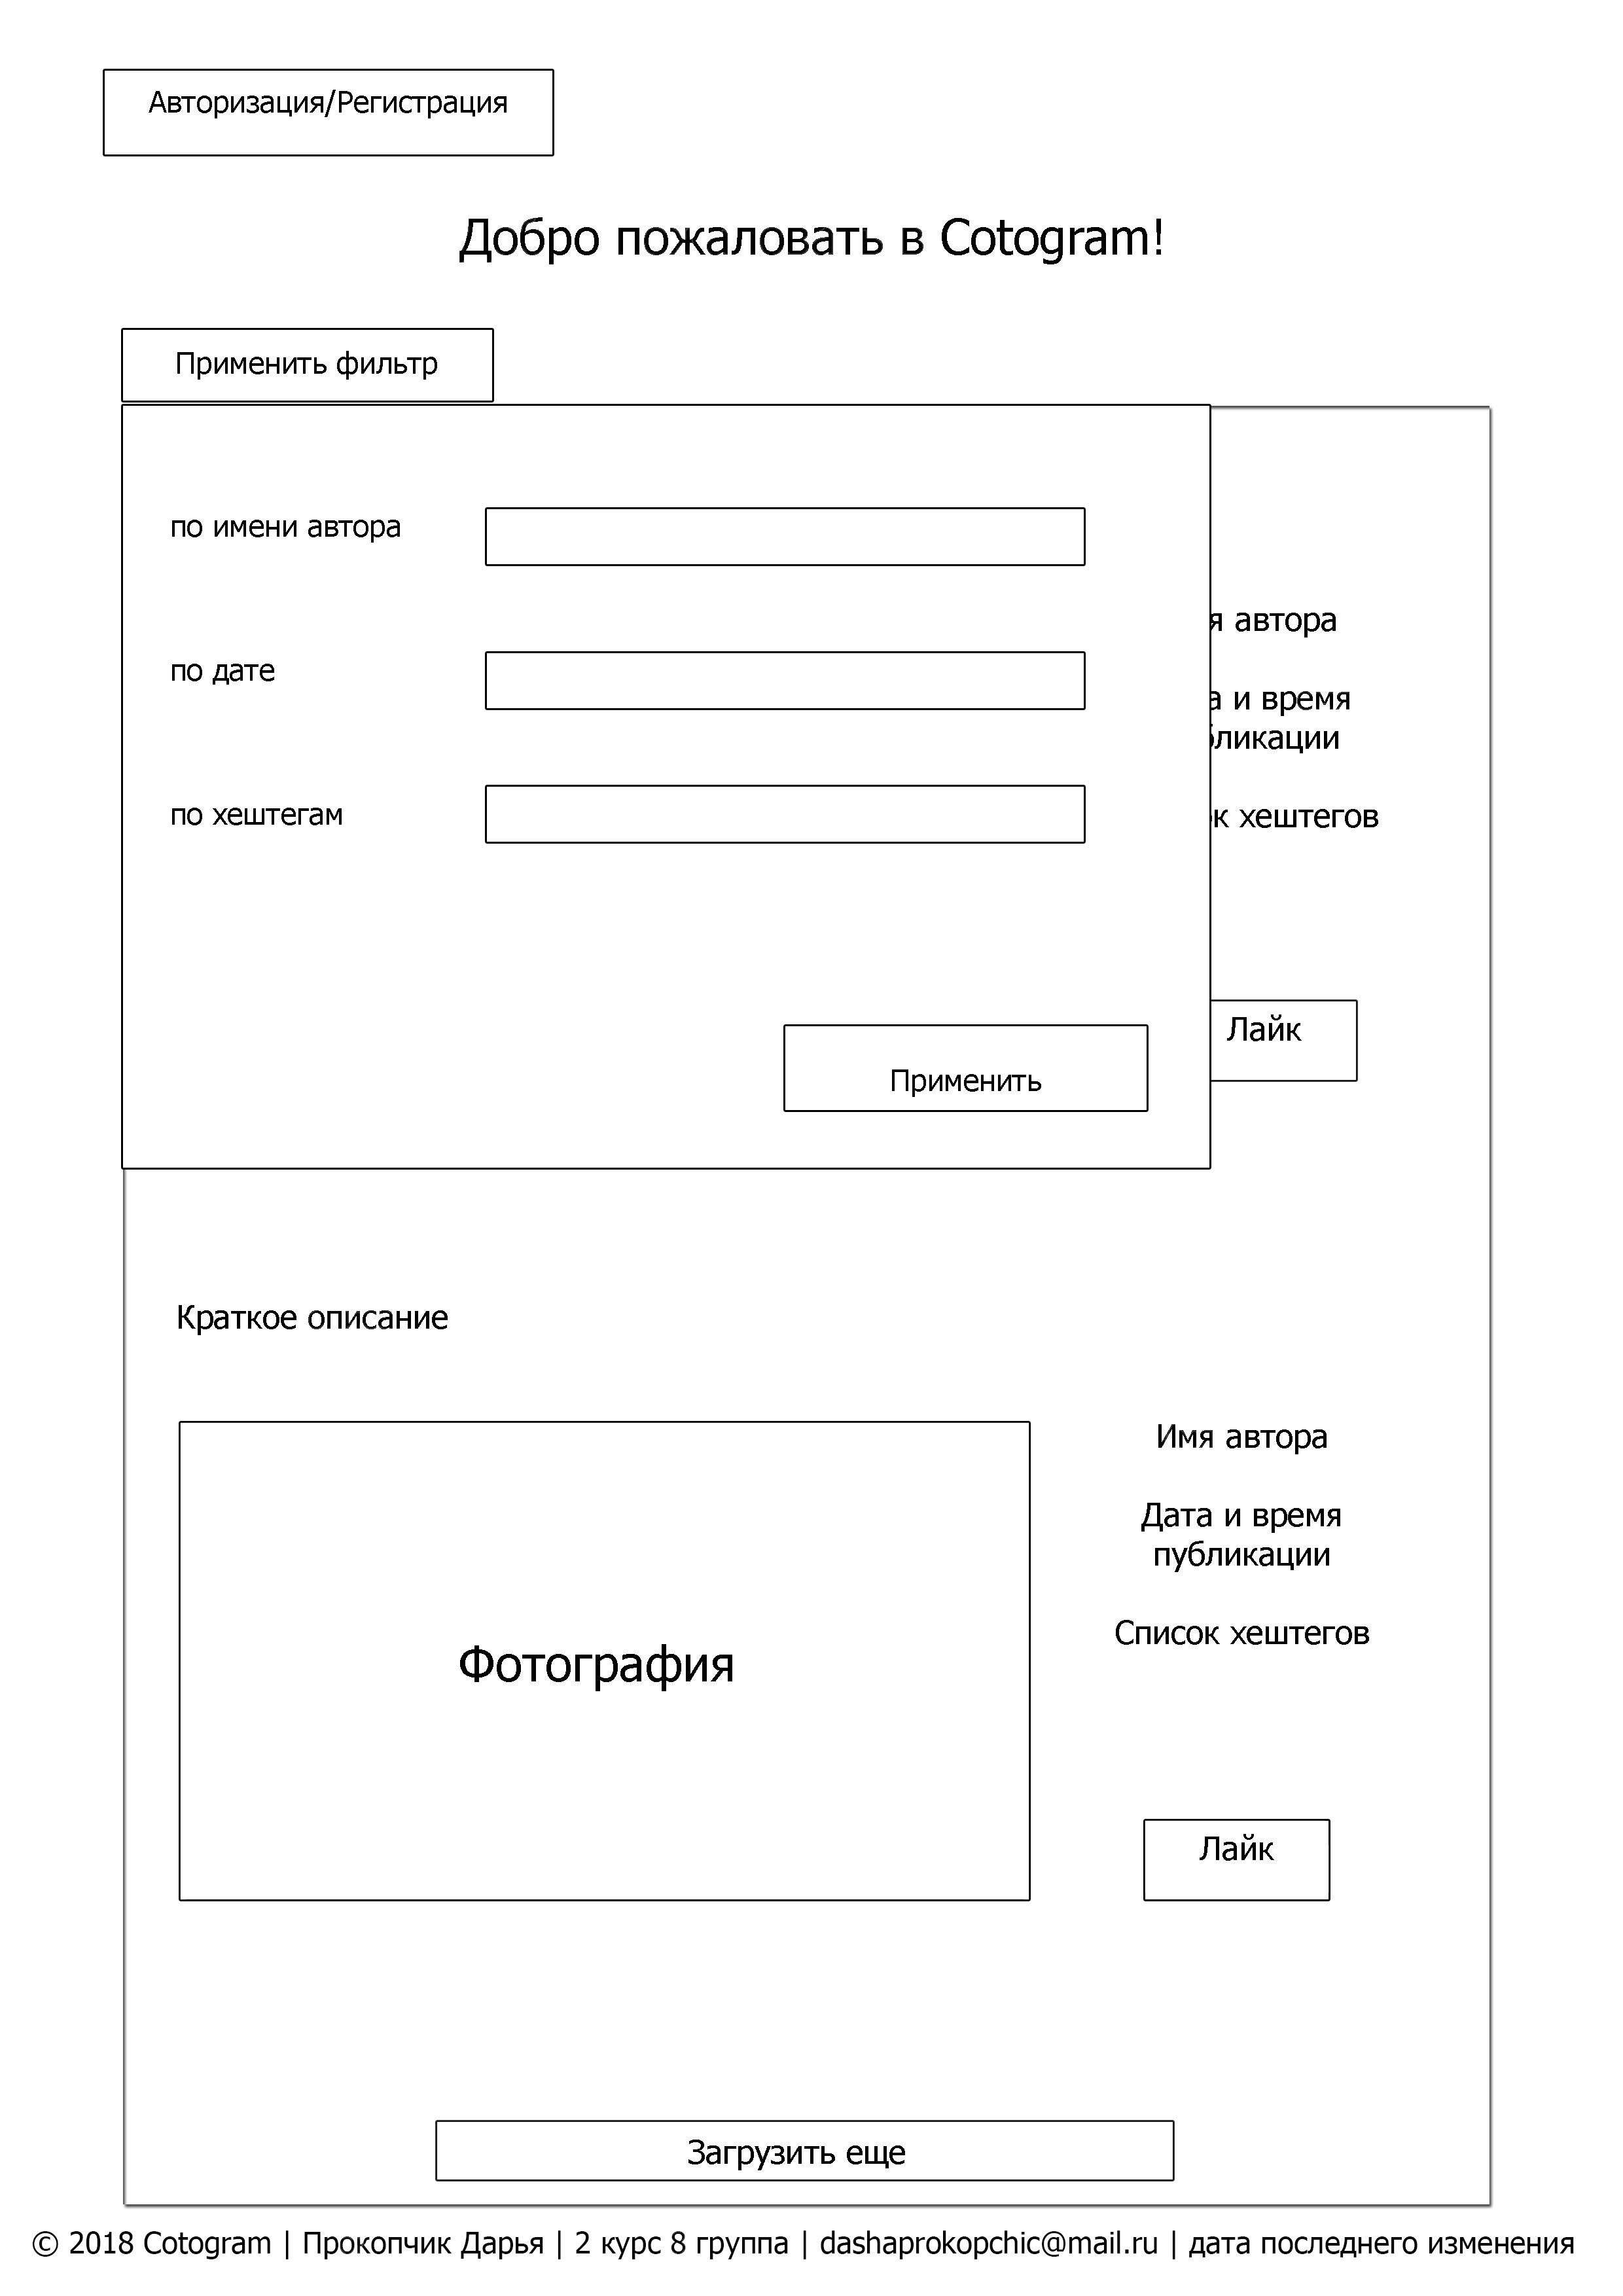 Авторизация/Регистрация
Добро пожаловать в Cotogram!
Применить фильтр
по имени автора
по дате
по хештегам
Применить
я автора
а и время
бликации
ок хештегов
Лайк
Краткое описание
Фотография
Имя автора
Дата и время
публикации
Список хештегов
Лайк
Загрузить еще
© 2018 Cotogram | Прокопчик Дарья | 2 курс 8 группа | dashaprokopchic@mail.ru | дата последнего изменения